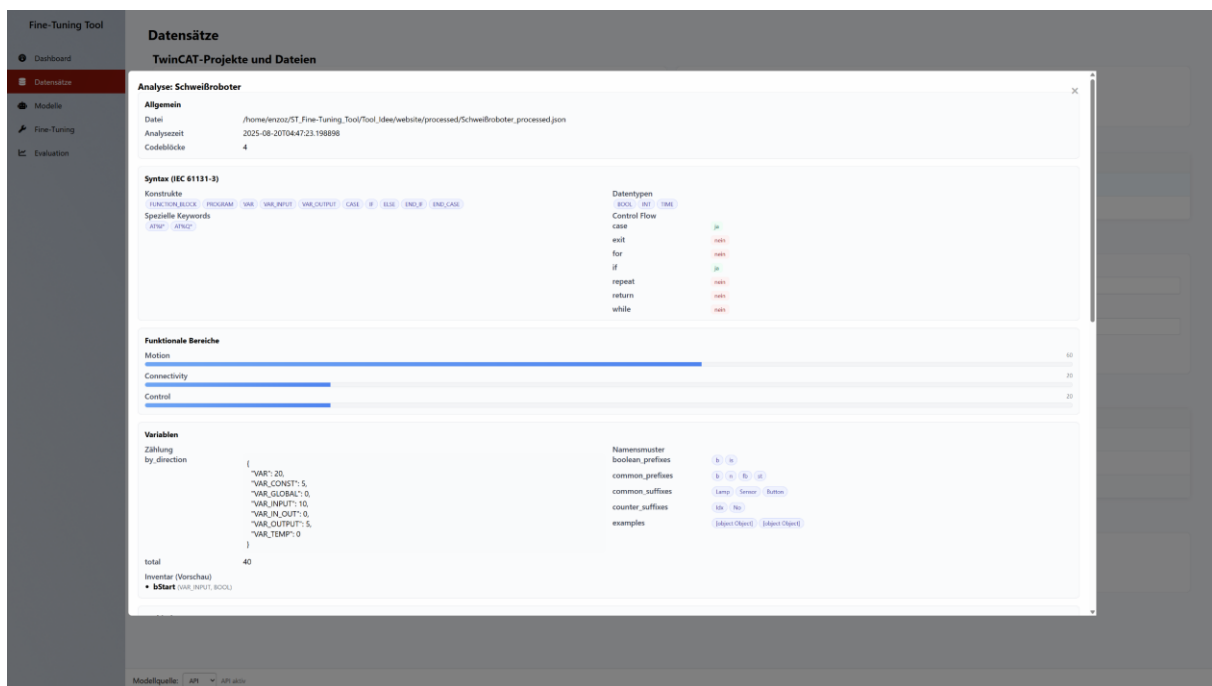 Fine-Tuning Tool
Dashboard
Datensätze
Modelle
Fine-Tuning
Evaluation
Datensätze
TwinCAT-Projekte und Dateien
Analyse: Schweißroboter
×
Allgemein
Datei /home/enzoz/ST_Fine-Tuning_Tool/Tool_Idee/website/processed/Schweißroboter_processed.json
Analysezeit 2025-08-20T04:47:23.198898
Codeblöcke 4
Syntax (IEC 61131-3)
Konstrukte
FUNCTION_BLOCK PROGRAM VAR VAR_INPUT VAR_OUTPUT CASE IF ELSE END_IF END_CASE
Spezielle Keywords
AT%I* AT%Q*
Datentypen
BOOL INT TIME
Control Flow
case ja
exit nein
for nein
if ja
repeat nein
return nein
while nein
Funktionale Bereiche
Motion 60
Connectivity 20
Control 20
Variablen
Zählung
by_direction
{
"VAR": 20,
"VAR_CONST": 5,
"VAR_GLOBAL": 0,
"VAR_INPUT": 10,
"VAR_IN_OUT": 0,
"VAR_OUTPUT": 5,
"VAR_TEMP": 0
}
total 40
Inventar (Vorschau)
• bStart (VAR_INPUT, BOOL)
Namensmuster
boolean_prefixes b is
common_prefixes b n fb st
common_suffixes Lamp Sensor Button
counter_suffixes Idx No
examples [object Object] [object Object]
Modellquelle: API API aktiv